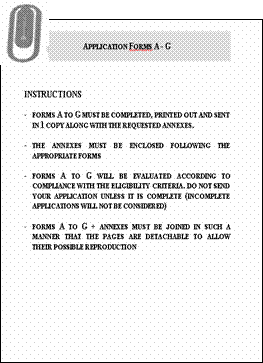 APPLICATION FORMS A - G
INSTRUCTIONS
- FORMS A TO G MUST BE COMPLETED, PRINTED OUT AND SENT
IN 1 COPY ALONG WITH THE REQUESTED ANNEXES.
- THE ANNEXES MUST BE ENCLOSED FOLLOWING THE
APPROPRIATE FORMS
- FORMS A TO G WILL BE EVALUATED ACCORDING TO
COMPLIANCE WITH THE ELIGIBILITY CRITERIA. DO NOT SEND
YOUR APPLICATION UNLESS IT IS COMPLETE (INCOMPLETE
APPLICATIONS WILL NOT BE CONSIDERED)
- FORMS A TO G + ANNEXES MUST BE JOINED IN SUCH A
MANNER THAT THE PAGES ARE DETACHABLE TO ALLOW
THEIR POSSIBLE REPRODUCTION